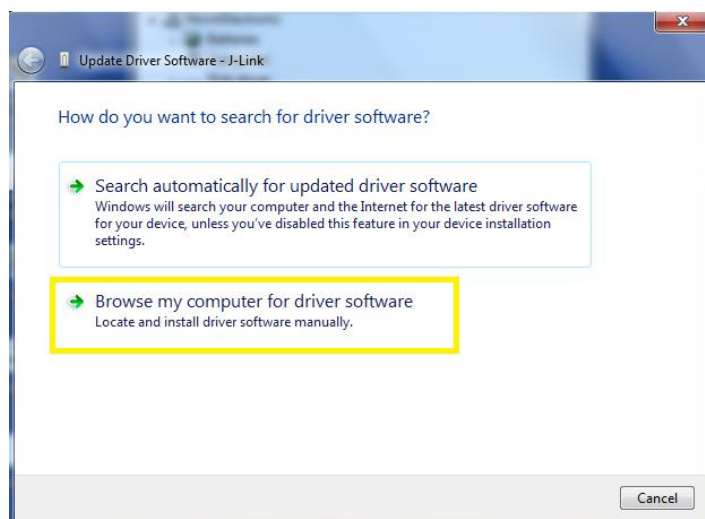 Update Driver Software - J-Link
How do you want to search for driver software?
Search automatically for updated driver software
Windows will search your computer and the Internet for the latest driver software
for your device, unless you've disabled this feature in your device installation
settings.
Browse my computer for driver software
Locate and install driver software manually.
Cancel